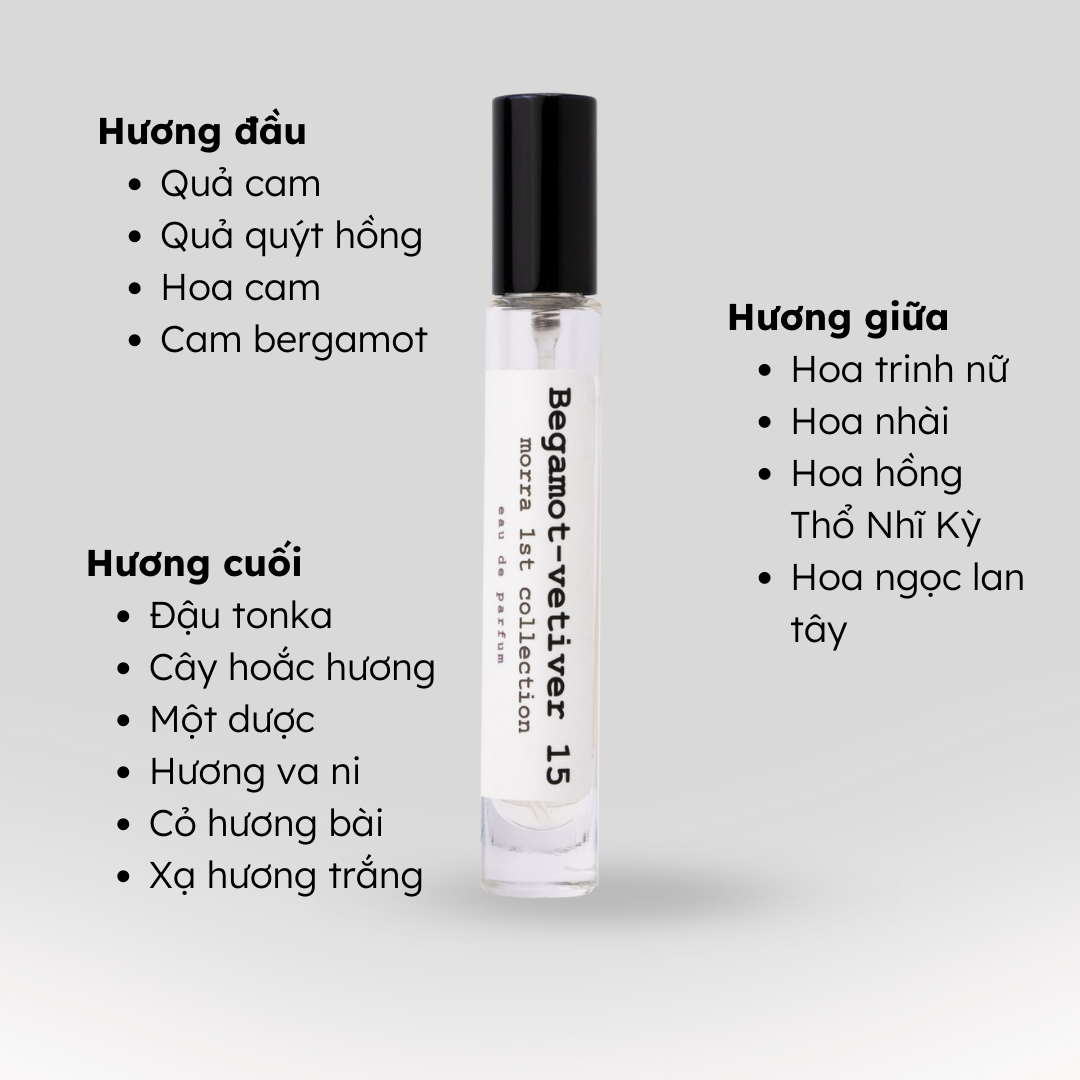 Hương đầu
Quả cam
Quả quýt hồng
Hoa cam
Cam bergamot
Hương giữa
Hoa trinh nữ
Hoa nhài
Hoa hồng
Thổ Nhĩ Kỳ
Hoa ngọc lan
tây
Hương cuối
Đậu tonka
Cây hoắc hương
Một dược
Hương va ni
Cỏ hương bài
Xạ hương trắng
Begamot-vetiver 15
morra 1st collection
eau de parfum